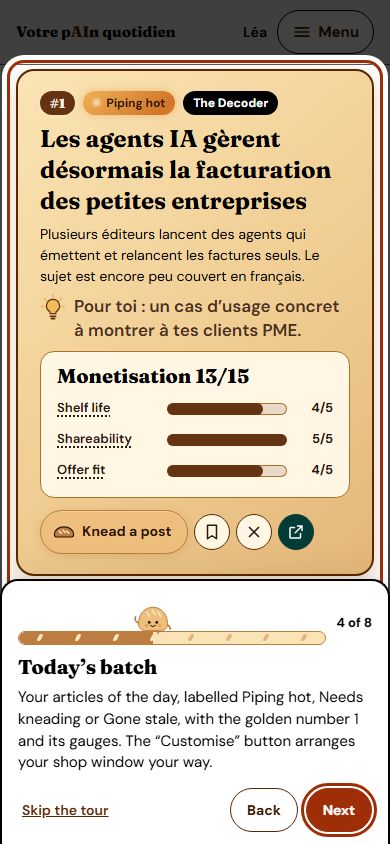 Votre pAIn quotidien
Léa
Menu
#1
Piping hot
The Decoder
Les agents IA gèrent
désormais la facturation
des petites entreprises
Plusieurs éditeurs lancent des agents qui
émettent et relancent les factures seuls. Le
sujet est encore peu couvert en français.
Pour toi : un cas d’usage concret
à montrer à tes clients PME.
Monetisation 13/15
Shelf life 4/5
Shareability 5/5
Offer fit 4/5
Knead a post
4 of 8
Today’s batch
Your articles of the day, labelled Piping hot, Needs
kneading or Gone stale, with the golden number 1
and its gauges. The “Customise” button arranges
your shop window your way.
Skip the tour
Back
Next